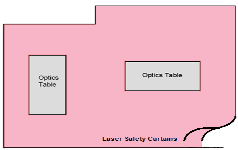 Optics
Table
Optics Table
Laser Safety Curtains